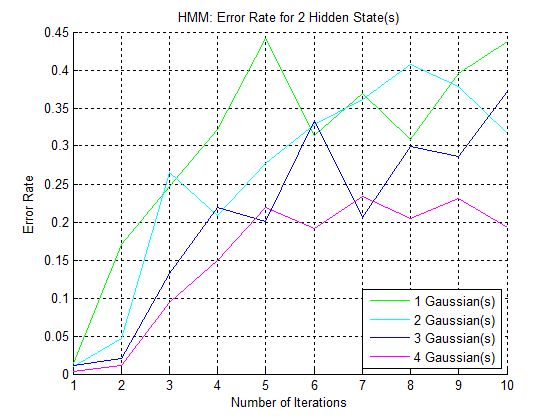 HMM: Error Rate for 2 Hidden State(s)
0.45
0.4
0.35
0.3
0.25
0.2
0.15
0.1
0.05
0
Error Rate
1 2 3 4 5 6 7 8 9 10
Number of Iterations
1 Gaussian(s)
2 Gaussian(s)
3 Gaussian(s)
4 Gaussian(s)